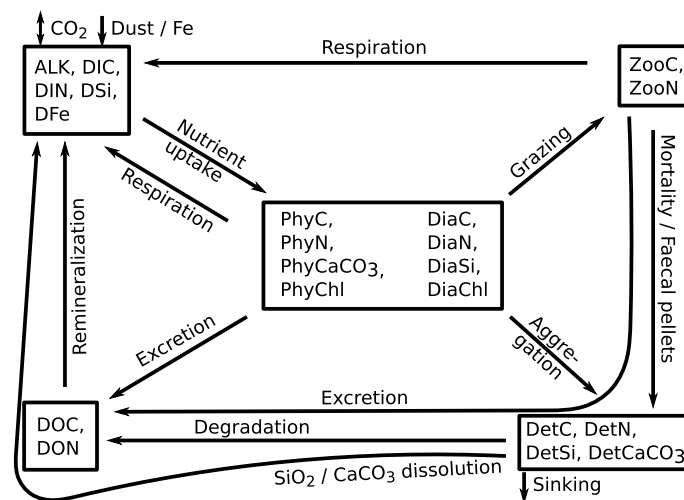 CO2
Dust / Fe
Respiration
ALK, DIC,
DIN, DSi,
DFe
ZooC,
ZooN
Nutrient
uptake
Respiration
Grazing
Mortality / Faecal pellets
PhyC,
PhyN,
PhyCaCO3,
PhyChl
DiaC,
DiaN,
DiaSi,
DiaChl
Remineralization
Excretion
Aggre-
gation
Excretion
DOC,
DON
Degradation
DetC, DetN,
DetSi, DetCaCO3
SiO2 / CaCO3 dissolution
Sinking